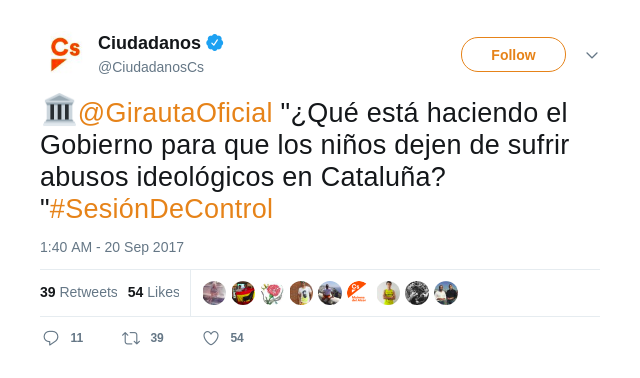 Cs
Ciudadanos
@CiudadanosCs
Follow
@GirautaOficial "¿Qué está haciendo el
Gobierno para que los niños dejen de sufrir
abusos ideológicos en Cataluña?
"#SesiónDeControl
1:40 AM - 20 Sep 2017
39 Retweets 54 Likes
11 39 54